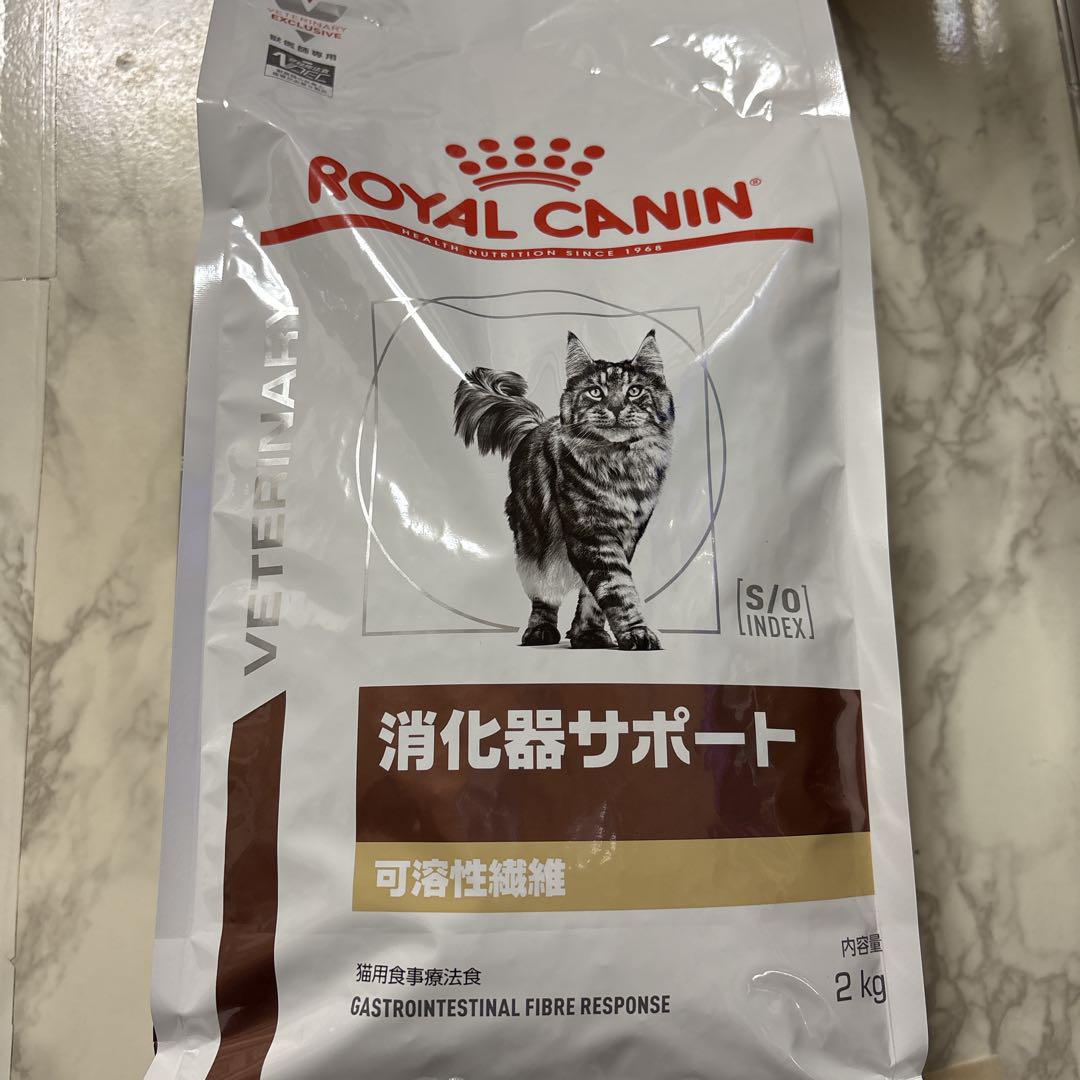 VETERINARY
EXCLUSIVE
獣医師専用
ROYAL CANIN®
HEALTH NUTRITION SINCE 1968
VETERINARY
S/O
INDEX
消化器サポート
可溶性繊維
猫用食事療法食
GASTROINTESTINAL FIBRE RESPONSE
内容量
2 kg